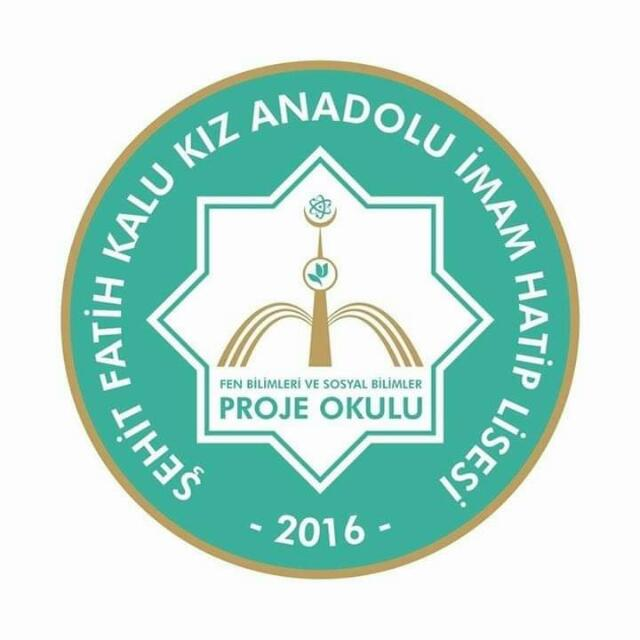 ŞEHİT FATİH KALU KIZ ANADOLU İMAM HATİP LİSESİ
FEN BİLİMLERİ VE SOSYAL BİLİMLER
PROJE OKULU
- 2016 -